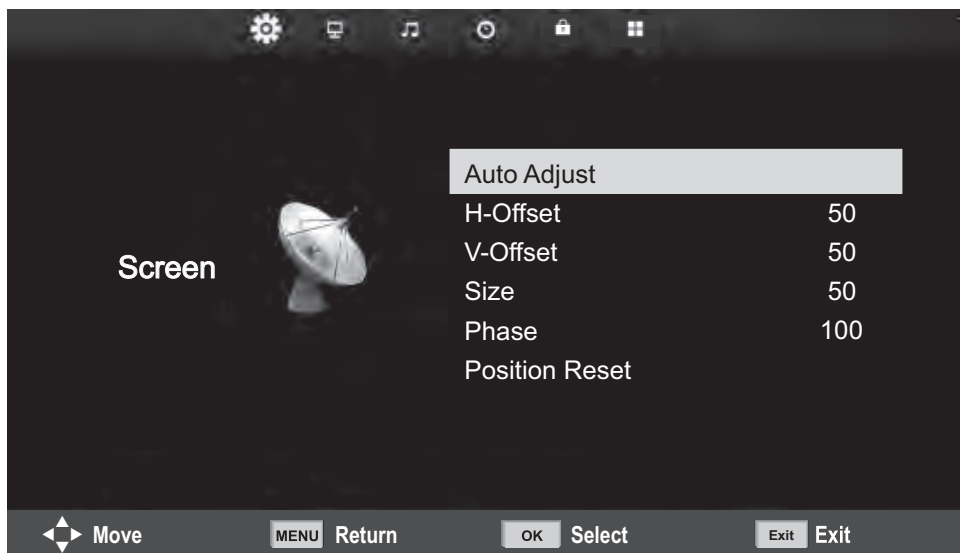 Screen
Auto Adjust
H-Offset 50
V-Offset 50
Size 50
Phase 100
Position Reset
Move MENU Return OK Select Exit Exit